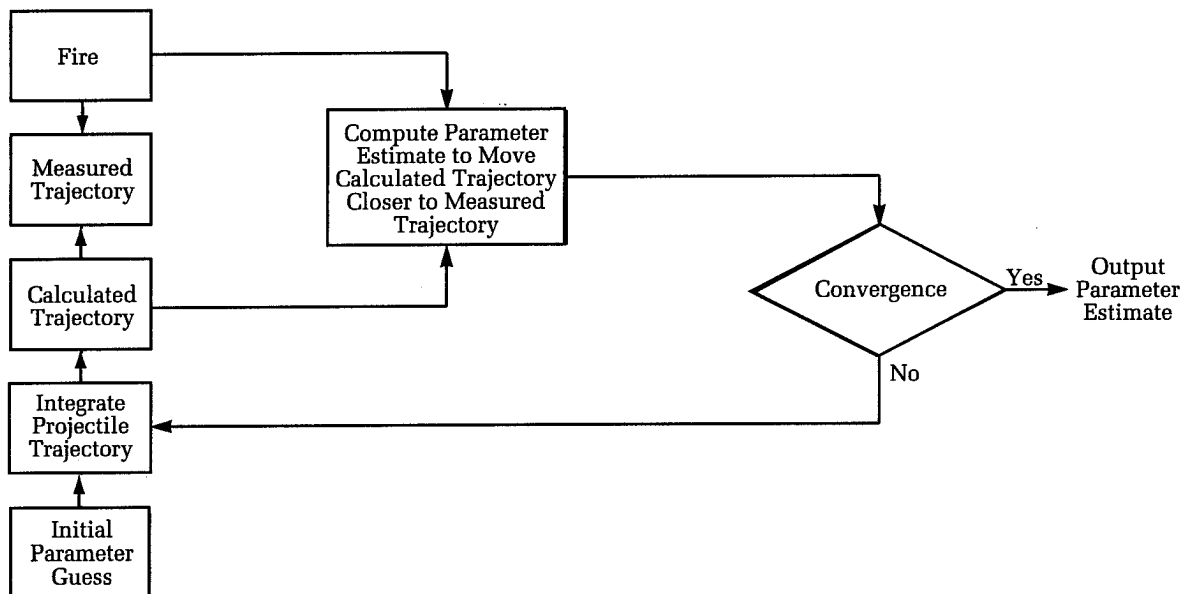 Fire
Measured
Trajectory
Calculated
Trajectory
Integrate
Projectile
Trajectory
Initial
Parameter
Guess
Compute Parameter
Estimate to Move
Calculated Trajectory
Closer to Measured
Trajectory
Convergence
Yes
No
Output
Parameter
Estimate